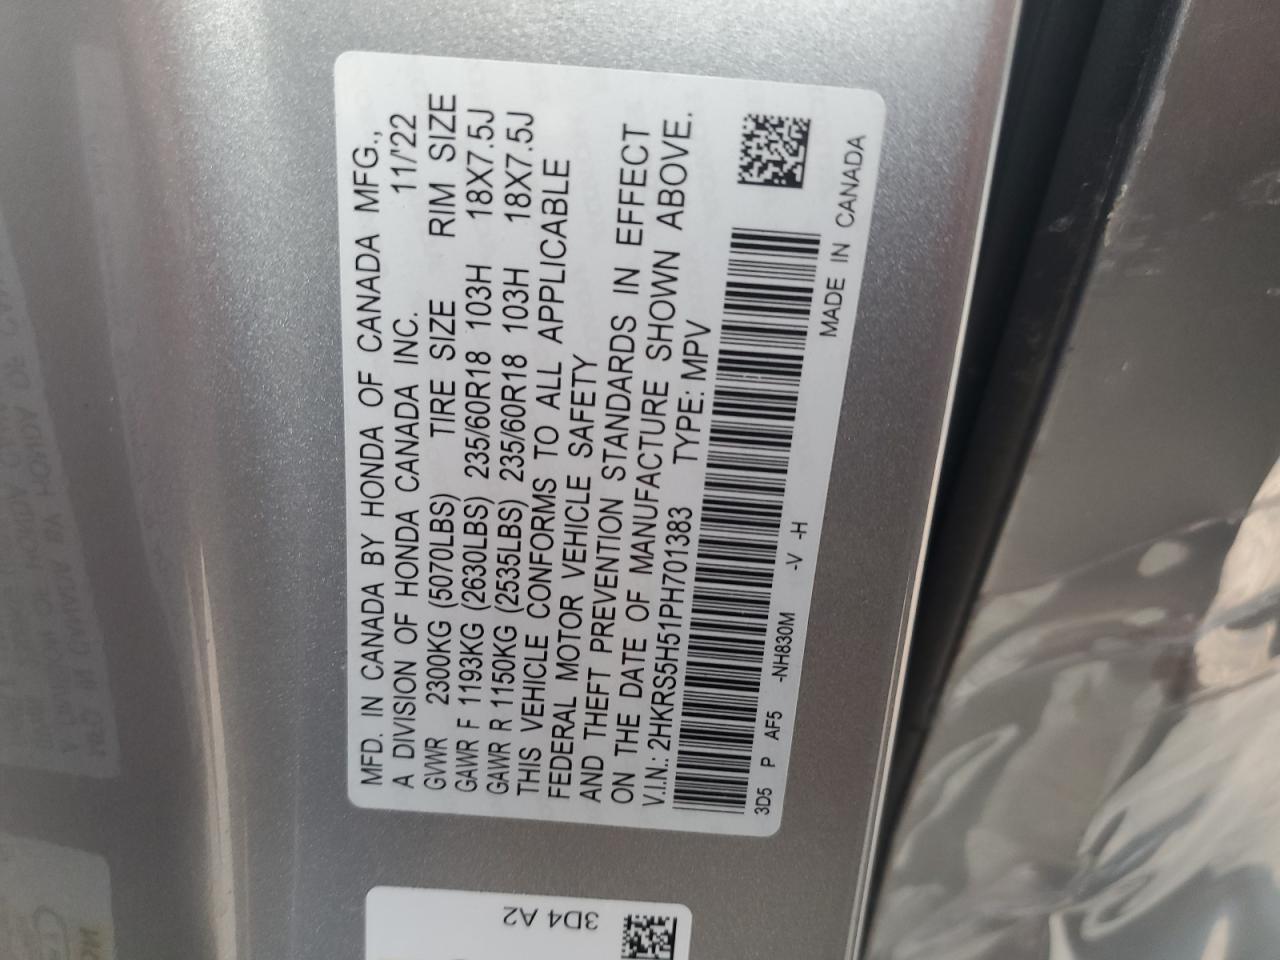 MFD. IN CANADA BY HONDA OF CANADA MFG.,
A DIVISION OF HONDA CANADA INC. 11/'22
GVWR 2300KG (5070LBS) TIRE SIZE RIM SIZE
GAWR F 1193KG (2630LBS) 235/60R18 103H 18X7.5J
GAWR R 1150KG (2535LBS) 235/60R18 103H 18X7.5J
THIS VEHICLE CONFORMS TO ALL APPLICABLE
FEDERAL MOTOR VEHICLE SAFETY
AND THEFT PREVENTION STANDARDS IN EFFECT
ON THE DATE OF MANUFACTURE SHOWN ABOVE.
V.I.N.: 2HKRS5H51PH701383 TYPE: MPV
3D5 P AF5 -NH830M -V -H
MADE IN CANADA
3D4 A2